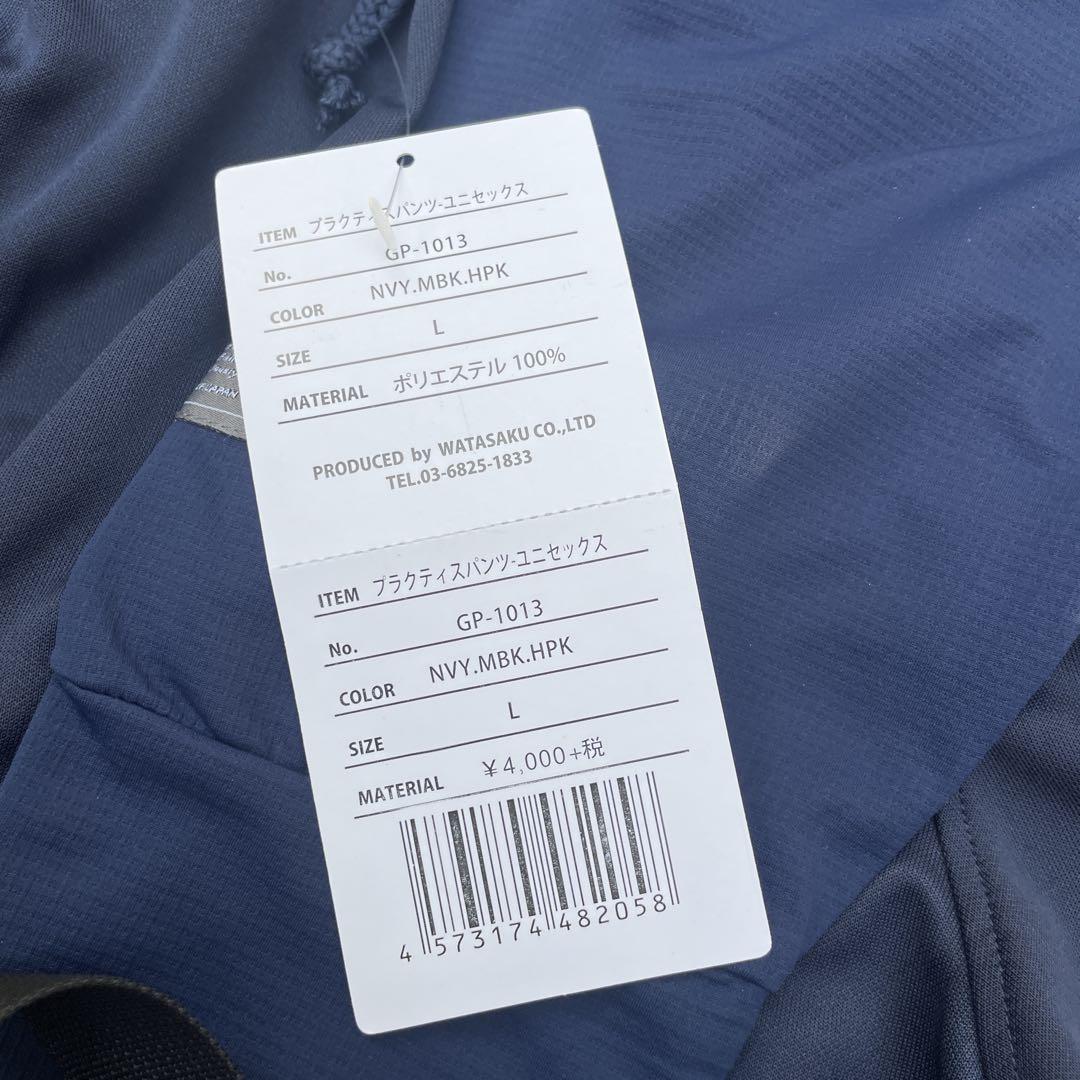 ITEM プラクティスパンツ-ユニセックス
No. GP-1013
COLOR NVY.MBK.HPK
SIZE L
MATERIAL ポリエステル 100%
PRODUCED by WATASAKU CO.,LTD
TEL.03-6825-1833
ITEM プラクティスパンツ-ユニセックス
No. GP-1013
COLOR NVY.MBK.HPK
SIZE L
MATERIAL ¥4,000+税
4 573174 482058
JAPAN